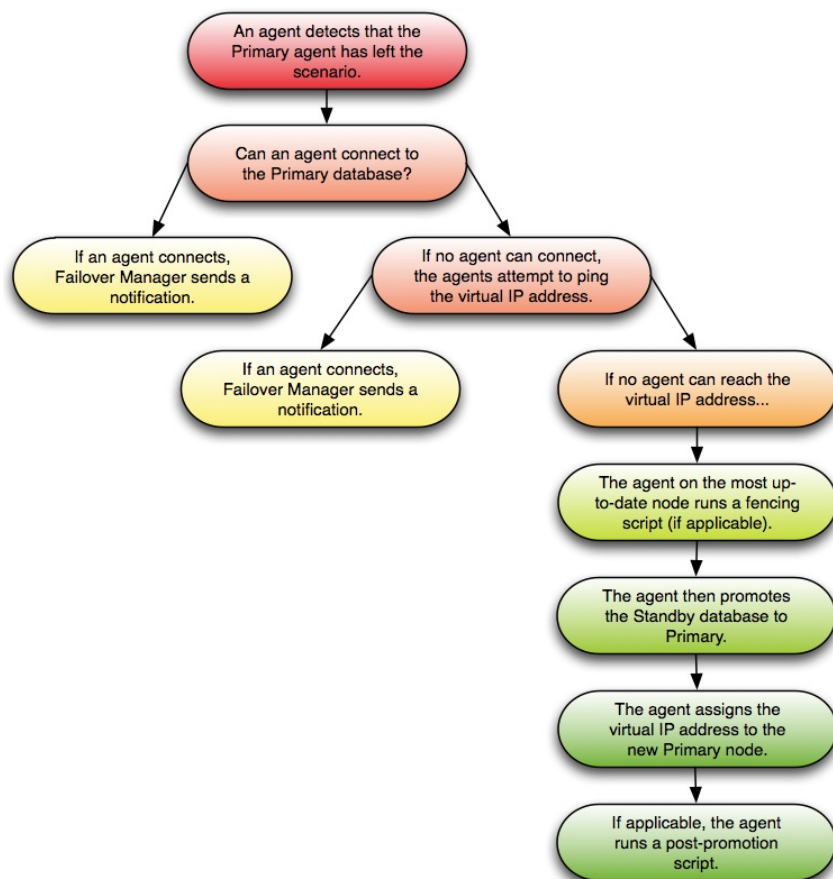 An agent detects that the
Primary agent has left the
scenario.
Can an agent connect to
the Primary database?
If an agent connects,
Failover Manager sends a
notification.
If no agent can connect,
the agents attempt to ping
the virtual IP address.
If an agent connects,
Failover Manager sends a
notification.
If no agent can reach the
virtual IP address...
The agent on the most up-
to-date node runs a fencing
script (if applicable).
The agent then promotes
the Standby database to
Primary.
The agent assigns the
virtual IP address to the
new Primary node.
If applicable, the agent
runs a post-promotion
script.